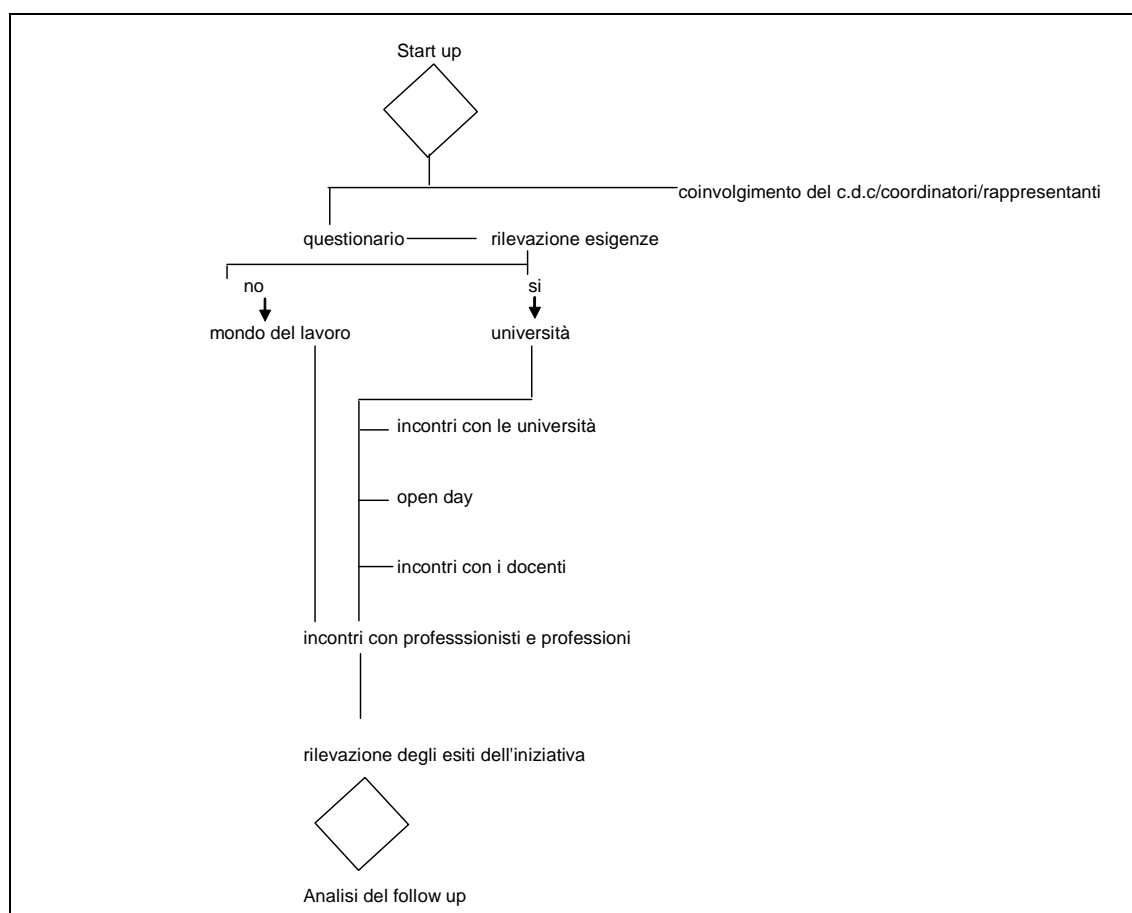 Start up
coinvolgimento del c.d.c/coordinatori/rappresentanti
questionario
rilevazione esigenze
no
si
mondo del lavoro
università
incontri con le università
open day
incontri con i docenti
incontri con professsionisti e professioni
rilevazione degli esiti dell'iniziativa
Analisi del follow up